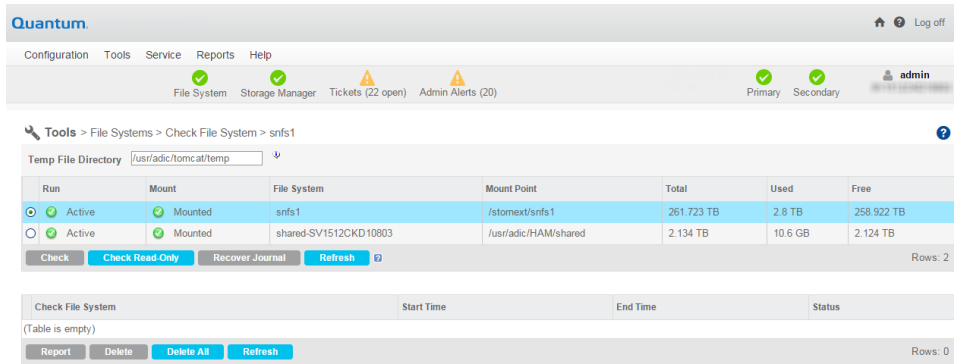 Quantum.
Log off
Configuration Tools Service Reports Help
File System Storage Manager Tickets (22 open) Admin Alerts (20) Primary Secondary admin
Tools > File Systems > Check File System > snfs1
Temp File Directory /usr/adic/tomcat/temp
Run Mount File System Mount Point Total Used Free
Active Mounted snfs1 /stornext/snfs1 261.723 TB 2.8 TB 258.922 TB
Active Mounted shared-SV1512CKD10803 /usr/adic/HAM/shared 2.134 TB 10.6 GB 2.124 TB
Check Check Read-Only Recover Journal Refresh Rows: 2
Check File System Start Time End Time Status
(Table is empty)
Report Delete Delete All Refresh Rows: 0